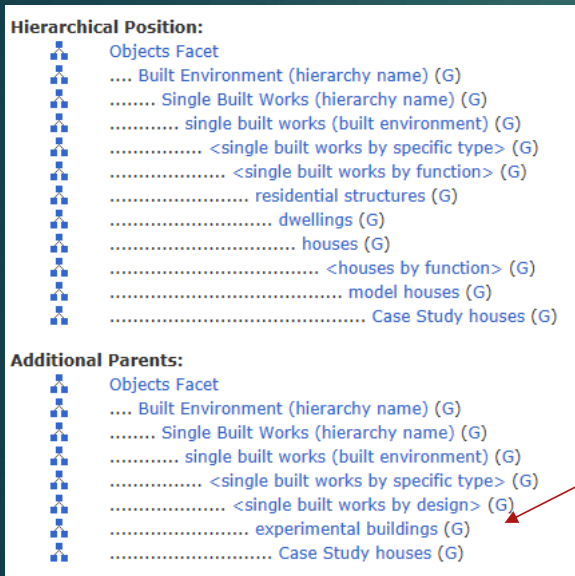 Hierarchical Position:
Objects Facet
.... Built Environment (hierarchy name) (G)
........ Single Built Works (hierarchy name) (G)
............ single built works (built environment) (G)
................ <single built works by specific type> (G)
.................... <single built works by function> (G)
........................ residential structures (G)
............................ dwellings (G)
................................ houses (G)
.................................... <houses by function> (G)
........................................ model houses (G)
............................................ Case Study houses (G)
Additional Parents:
Objects Facet
.... Built Environment (hierarchy name) (G)
........ Single Built Works (hierarchy name) (G)
............ single built works (built environment) (G)
................ <single built works by specific type> (G)
.................... <single built works by design> (G)
........................ experimental buildings (G)
............................ Case Study houses (G)